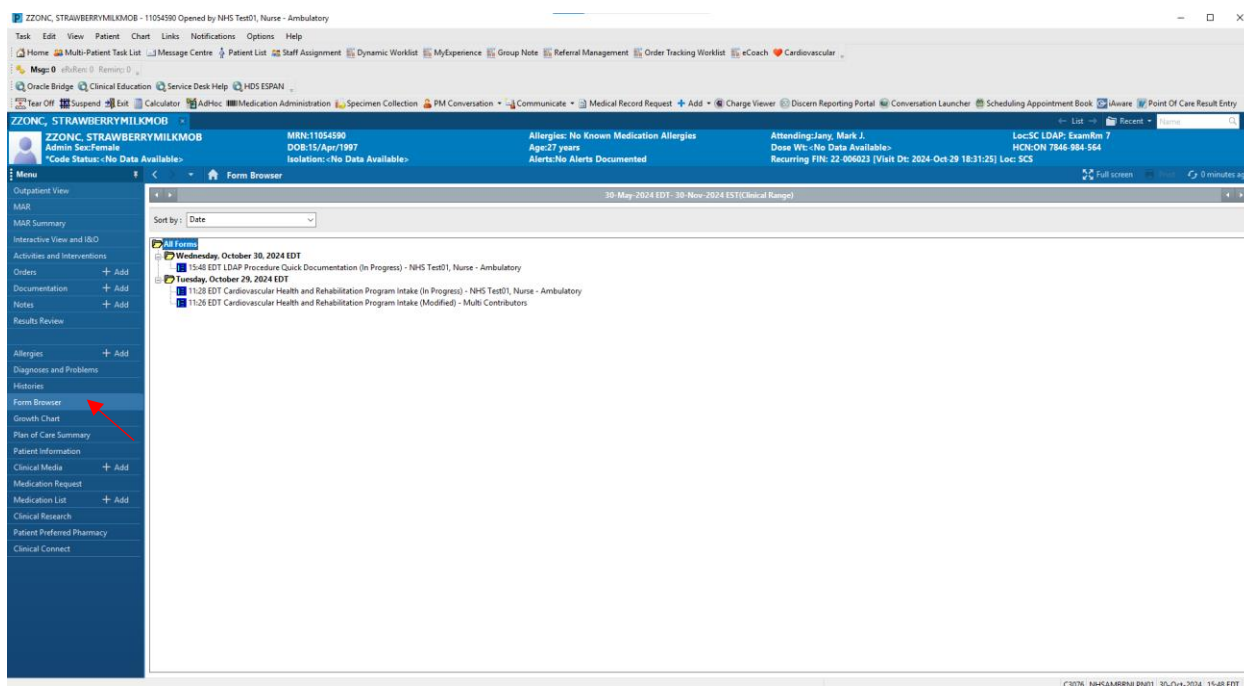 ZZONC, STRAWBERRYMILKMOB - 11054590 Opened by NHS Test01, Nurse - Ambulatory
Task Edit View Patient Chart Links Notifications Options Help
Home Multi-Patient Task List Message Centre Patient List Staff Assignment Dynamic Worklist MyExperience Group Note Referral Management Order Tracking Worklist eCoach Cardiovascular
Msg: 0 eRxRen: 0 Remin: 0
Oracle Bridge Clinical Education Service Desk Help HDS ESPAN
Tear Off Suspend Exit Calculator AdHoc Medication Administration Specimen Collection PM Conversation Communicate Medical Record Request Add Charge Viewer Discern Reporting Portal Conversation Launcher Scheduling Appointment Book iAware Point Of Care Result Entry
ZZONC, STRAWBERRYMILKMOB List Recent Name
ZZONC, STRAWBERRYMILKMOB MRN:11054590 Allergies: No Known Medication Allergies Attending:Jany, Mark J. Loc:SC LDAP; ExamRm 7
Admin Sex:Female DOB:15/Apr/1997 Age:27 years Dose Wt:<No Data Available> HCN:ON 7846-984-564
*Code Status:<No Data Available> Isolation:<No Data Available> Alerts:No Alerts Documented Recurring FIN: 22-006023 [Visit Dt: 2024-Oct-29 18:31:25] Loc: SCS
Menu Form Browser Full screen Print 0 minutes ag
Outpatient View
30-May-2024 EDT- 30-Nov-2024 EST(Clinical Range)
MAR
MAR Summary
Sort by : Date
Interactive View and I&O
All Forms
Activities and Interventions
Wednesday, October 30, 2024 EDT
Orders + Add
15:48 EDT LDAP Procedure Quick Documentation (In Progress) - NHS Test01, Nurse - Ambulatory
Tuesday, October 29, 2024 EDT
Documentation + Add
11:28 EDT Cardiovascular Health and Rehabilitation Program Intake (In Progress) - NHS Test01, Nurse - Ambulatory
Notes + Add
11:26 EDT Cardiovascular Health and Rehabilitation Program Intake (Modified) - Multi Contributors
Results Review
Allergies + Add
Diagnoses and Problems
Histories
Form Browser
Growth Chart
Plan of Care Summary
Patient Information
Clinical Media + Add
Medication Request
Medication List + Add
Clinical Research
Patient Preferred Pharmacy
Clinical Connect
C3076 NHSAMBRNLPN01 30-Oct-2024 15:48 EDT